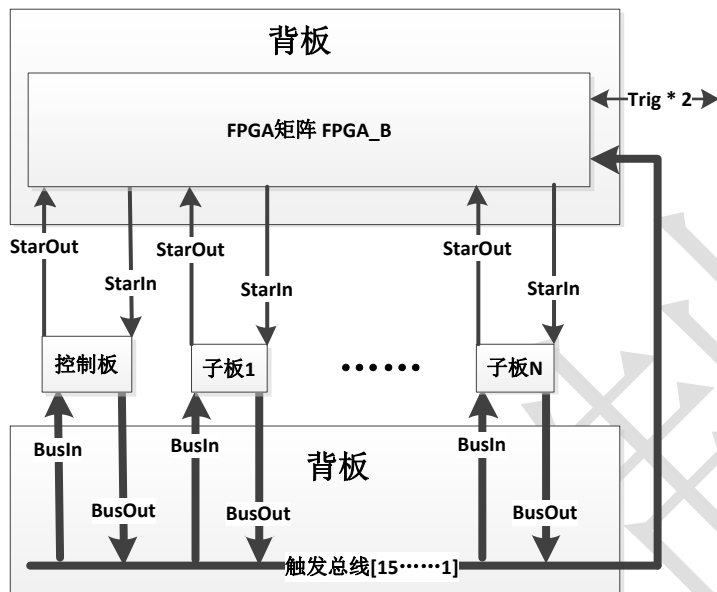 背板
FPGA矩阵 FPGA_B
Trig * 2
StarOut
StarIn
StarOut
StarIn
StarOut
StarIn
控制板
子板1
……
子板N
BusIn
BusOut
BusIn
BusOut
BusIn
BusOut
背板
触发总线[15……1]